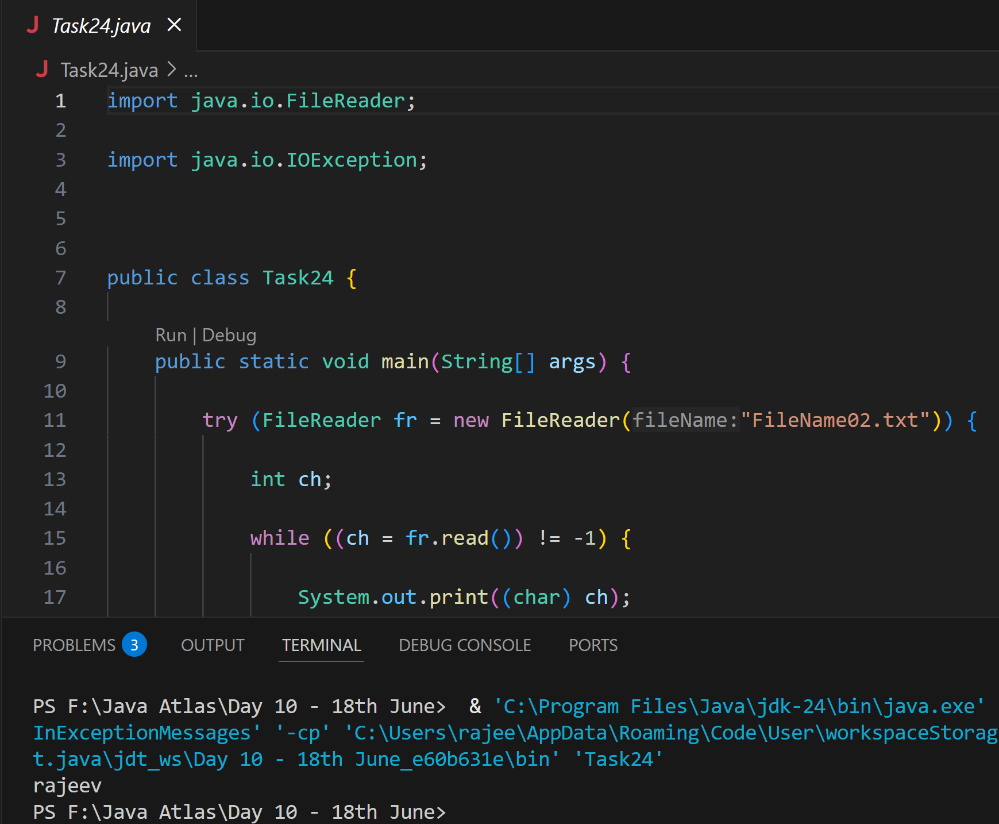 J Task24.java ×
J Task24.java > ...
1 import java.io.FileReader;
2
3 import java.io.IOException;
4
5
6
7 public class Task24 {
8
Run | Debug
9 public static void main(String[] args) {
10
11 try (FileReader fr = new FileReader(fileName:"FileName02.txt")) {
12
13 int ch;
14
15 while ((ch = fr.read()) != -1) {
16
17 System.out.print((char) ch);
PROBLEMS 3 OUTPUT TERMINAL DEBUG CONSOLE PORTS
PS F:\Java Atlas\Day 10 - 18th June>  & 'C:\Program Files\Java\jdk-24\bin\java.exe'
InExceptionMessages' '-cp' 'C:\Users\rajee\AppData\Roaming\Code\User\workspaceStorag
t.java\jdt_ws\Day 10 - 18th June_e60b631e\bin' 'Task24'
rajeev
PS F:\Java Atlas\Day 10 - 18th June>